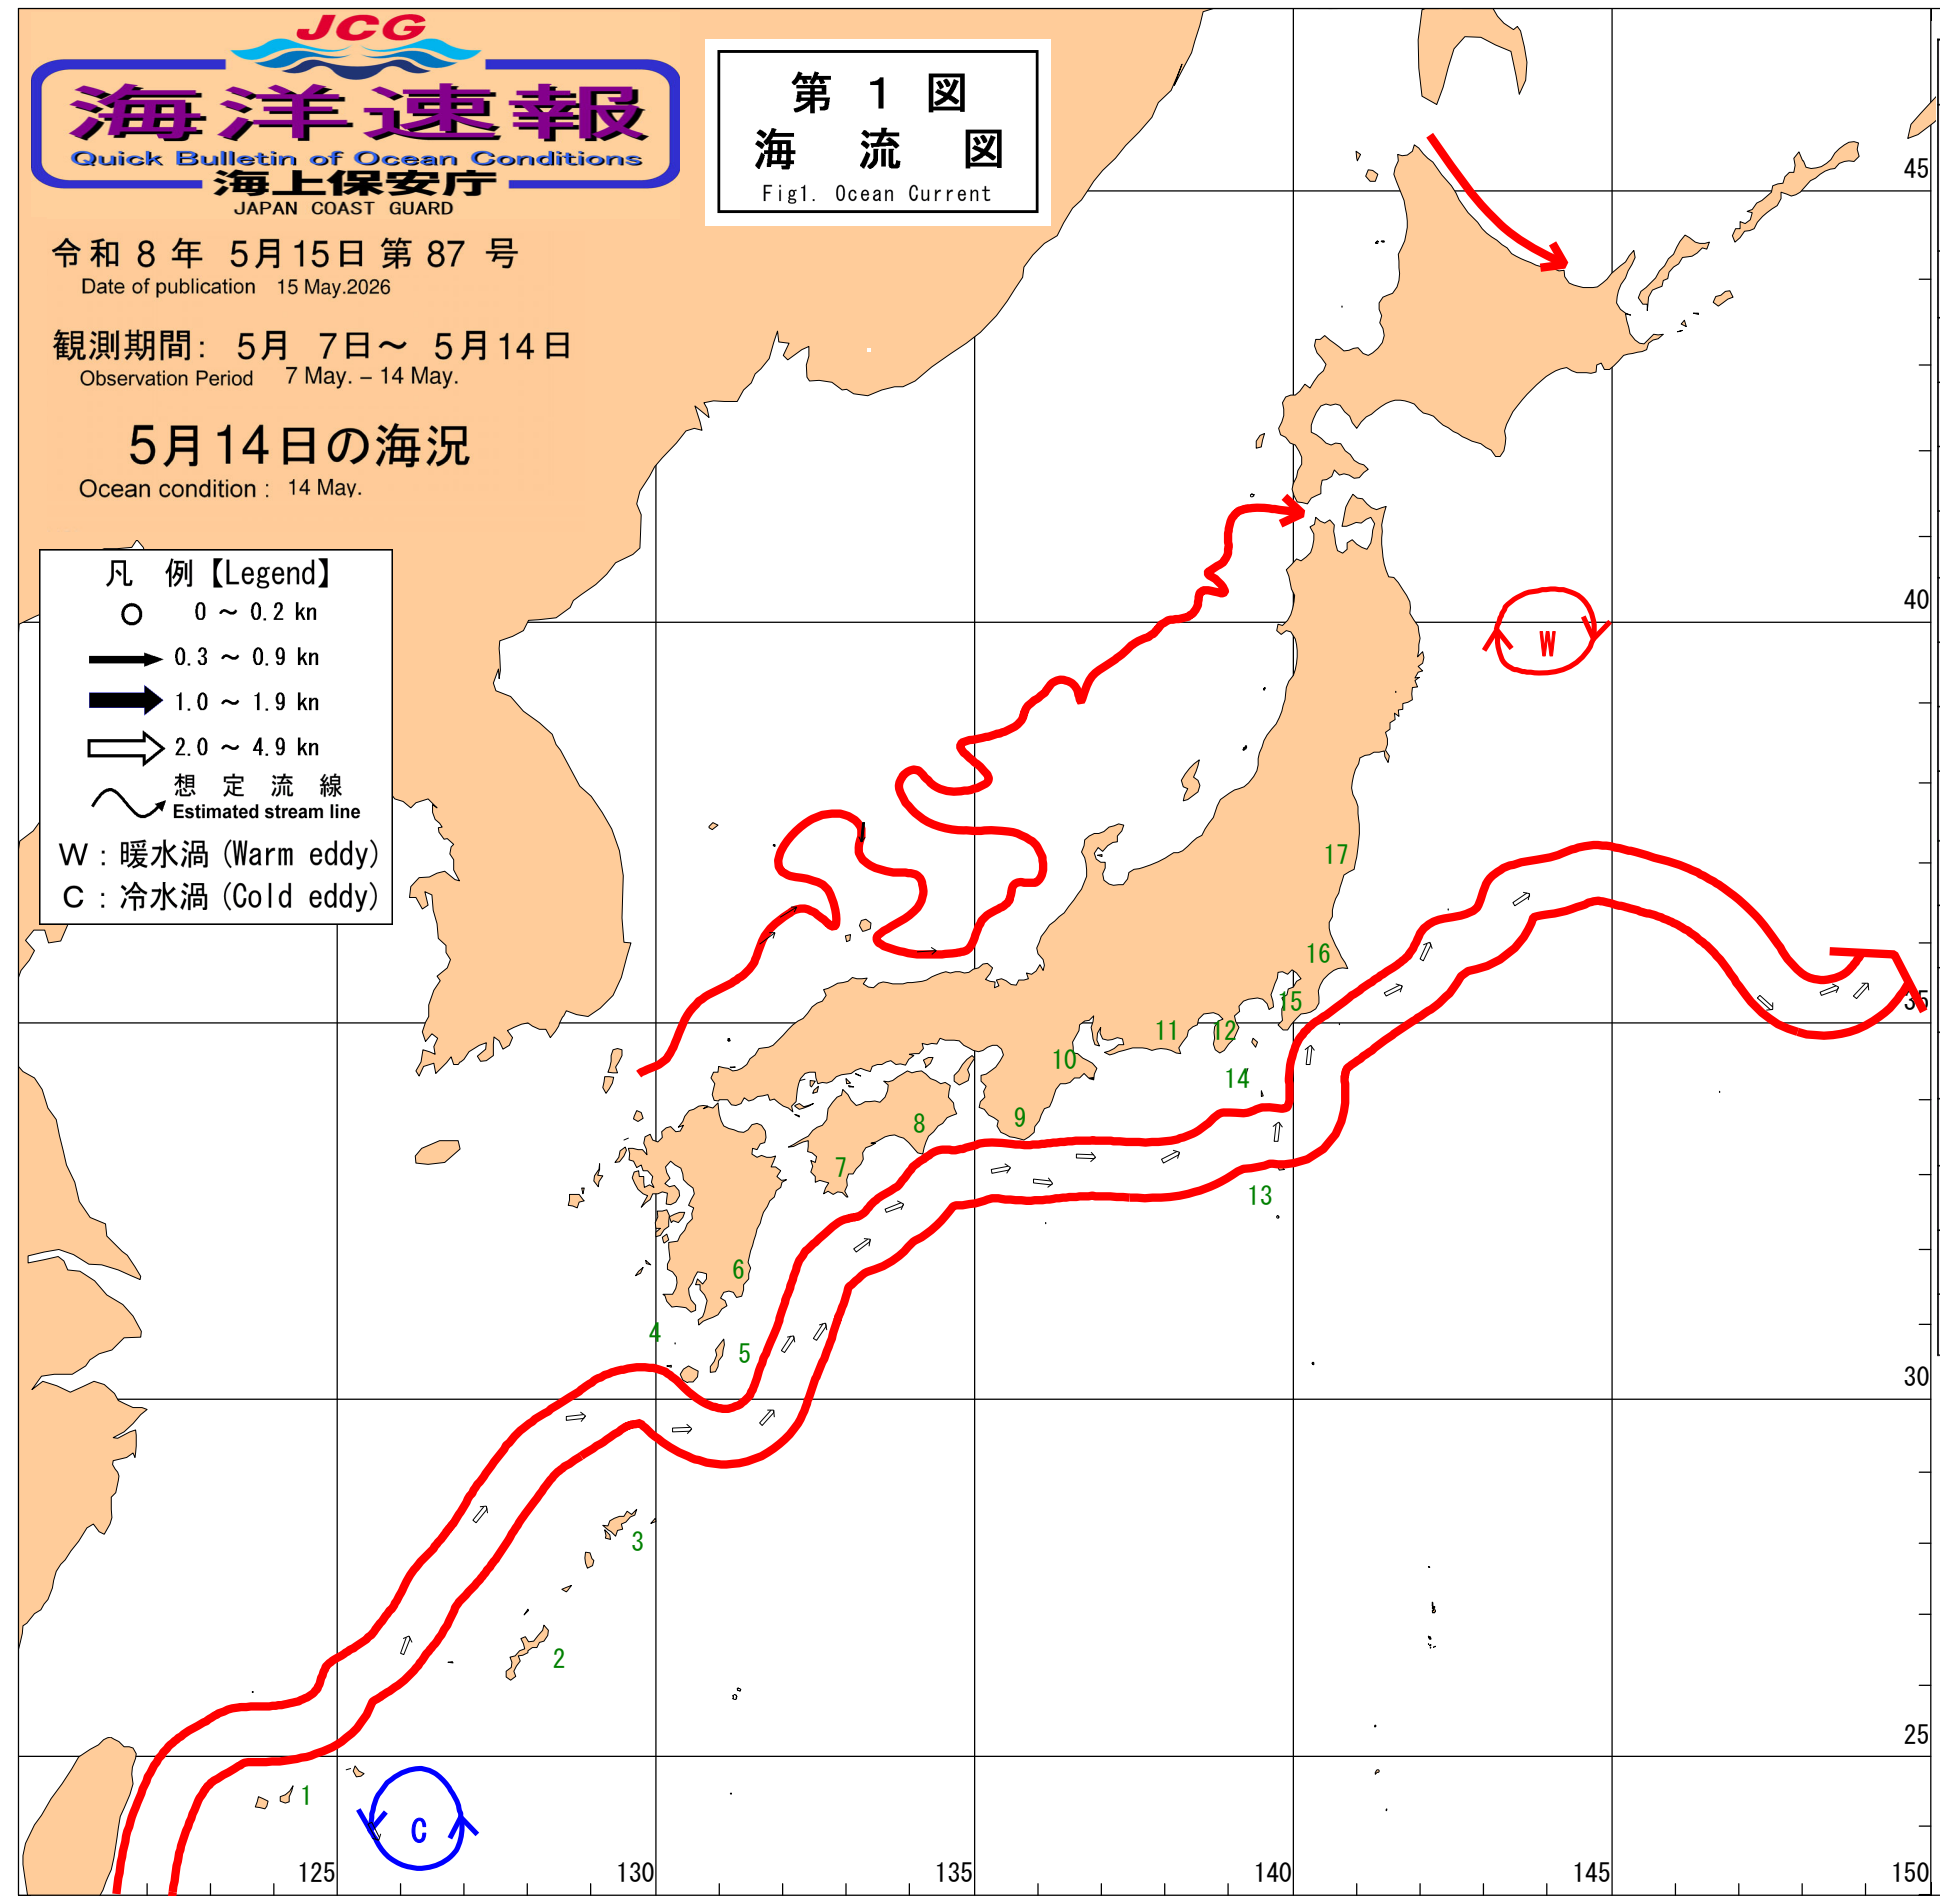 JCG
海洋速報
Quick Bulletin of Ocean Conditions
海上保安庁
JAPAN COAST GUARD
令和 8 年 5月15日 第 87 号
Date of publication 15 May.2026
観測期間: 5月 7日～ 5月14日
Observation Period 7 May. – 14 May.
5月14日の海況
Ocean condition : 14 May.
第 1 図
海 流 図
Fig1. Ocean Current
凡 例【Legend】
0 ～ 0.2 kn
0.3 ～ 0.9 kn
1.0 ～ 1.9 kn
2.0 ～ 4.9 kn
想 定 流 線
Estimated stream line
W : 暖水渦 (Warm eddy)
C : 冷水渦 (Cold eddy)
45
40
W
17
16
15
35
11
12
10
14
9
8
7
13
6
4
5
30
3
2
25
1
C
125
130
135
140
145
150